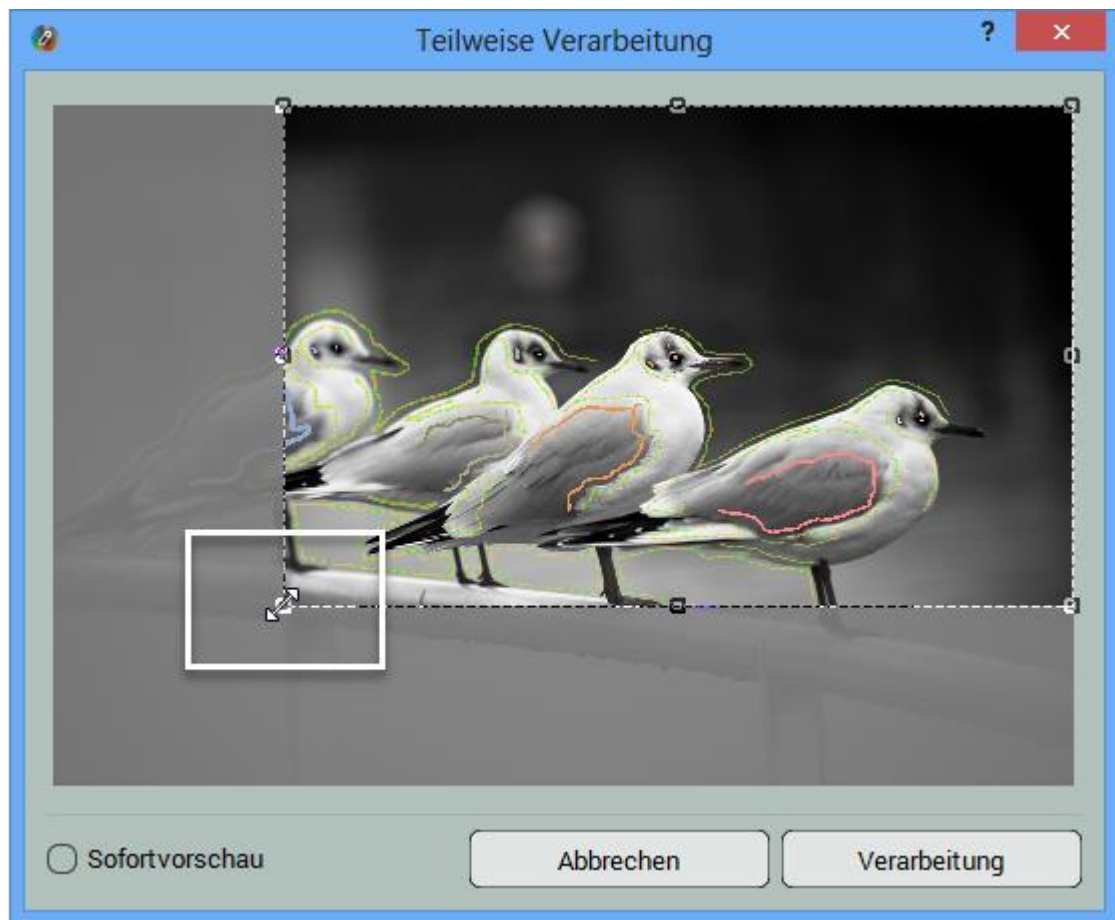 Teilweise Verarbeitung
?
Sofortvorschau
Abbrechen
Verarbeitung